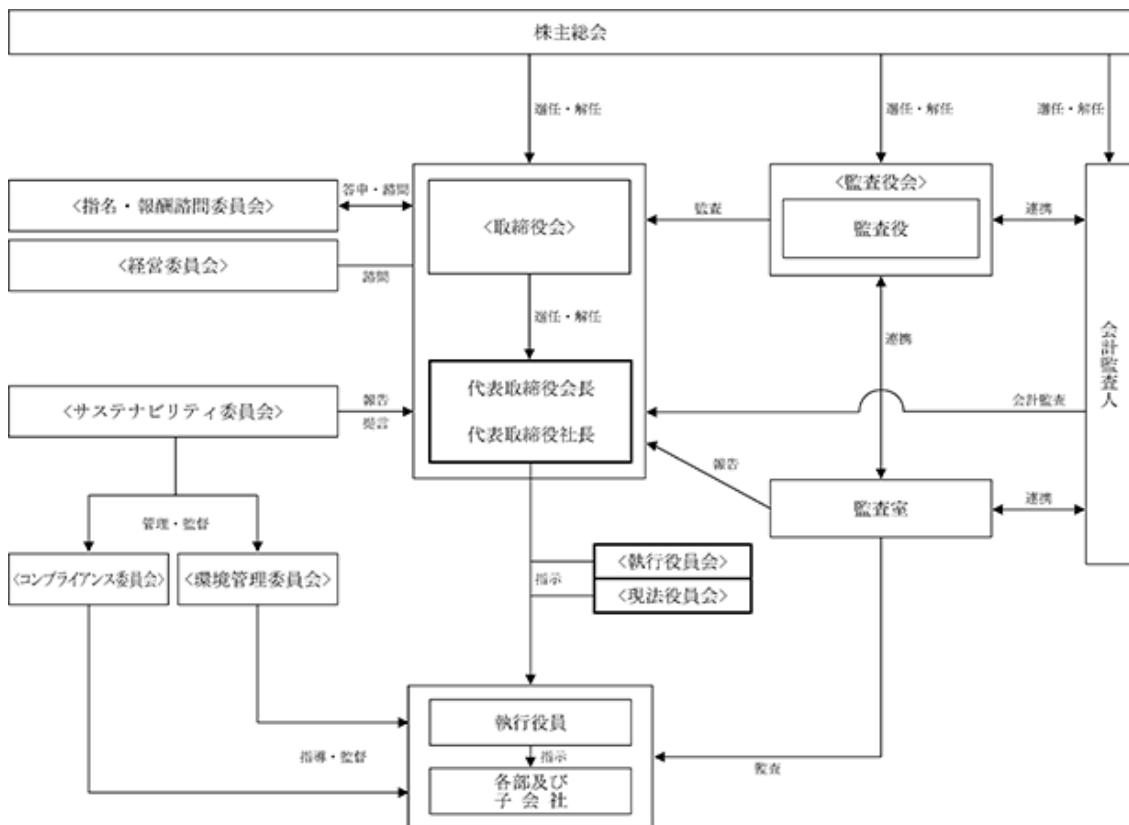 株主総会
選任・解任
選任・解任
選任・解任
<指名・報酬諮問委員会>
答申・諮問
<取締役会>
<監査役会>
監査役
監査
連携
<経営委員会>
諮問
選任・解任
連携
会計監査人
代表取締役会長
代表取締役社長
<サステナビリティ委員会>
報告
提言
会計監査
報告
監査室
連携
管理・監督
<コンプライアンス委員会>
<環境管理委員会>
指示
<執行役員会>
<現法役員会>
執行役員
指示
各部及び
子会社
指導・監督
監査